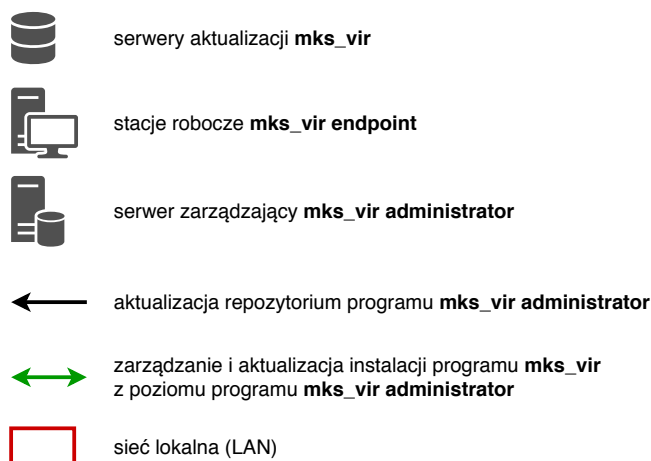 serwery aktualizacji mks_vir
stacje robocze mks_vir endpoint
serwer zarządzający mks_vir administrator
aktualizacja repozytorium programu mks_vir administrator
zarządzanie i aktualizacja instalacji programu mks_vir
z poziomu programu mks_vir administrator
sieć lokalna (LAN)